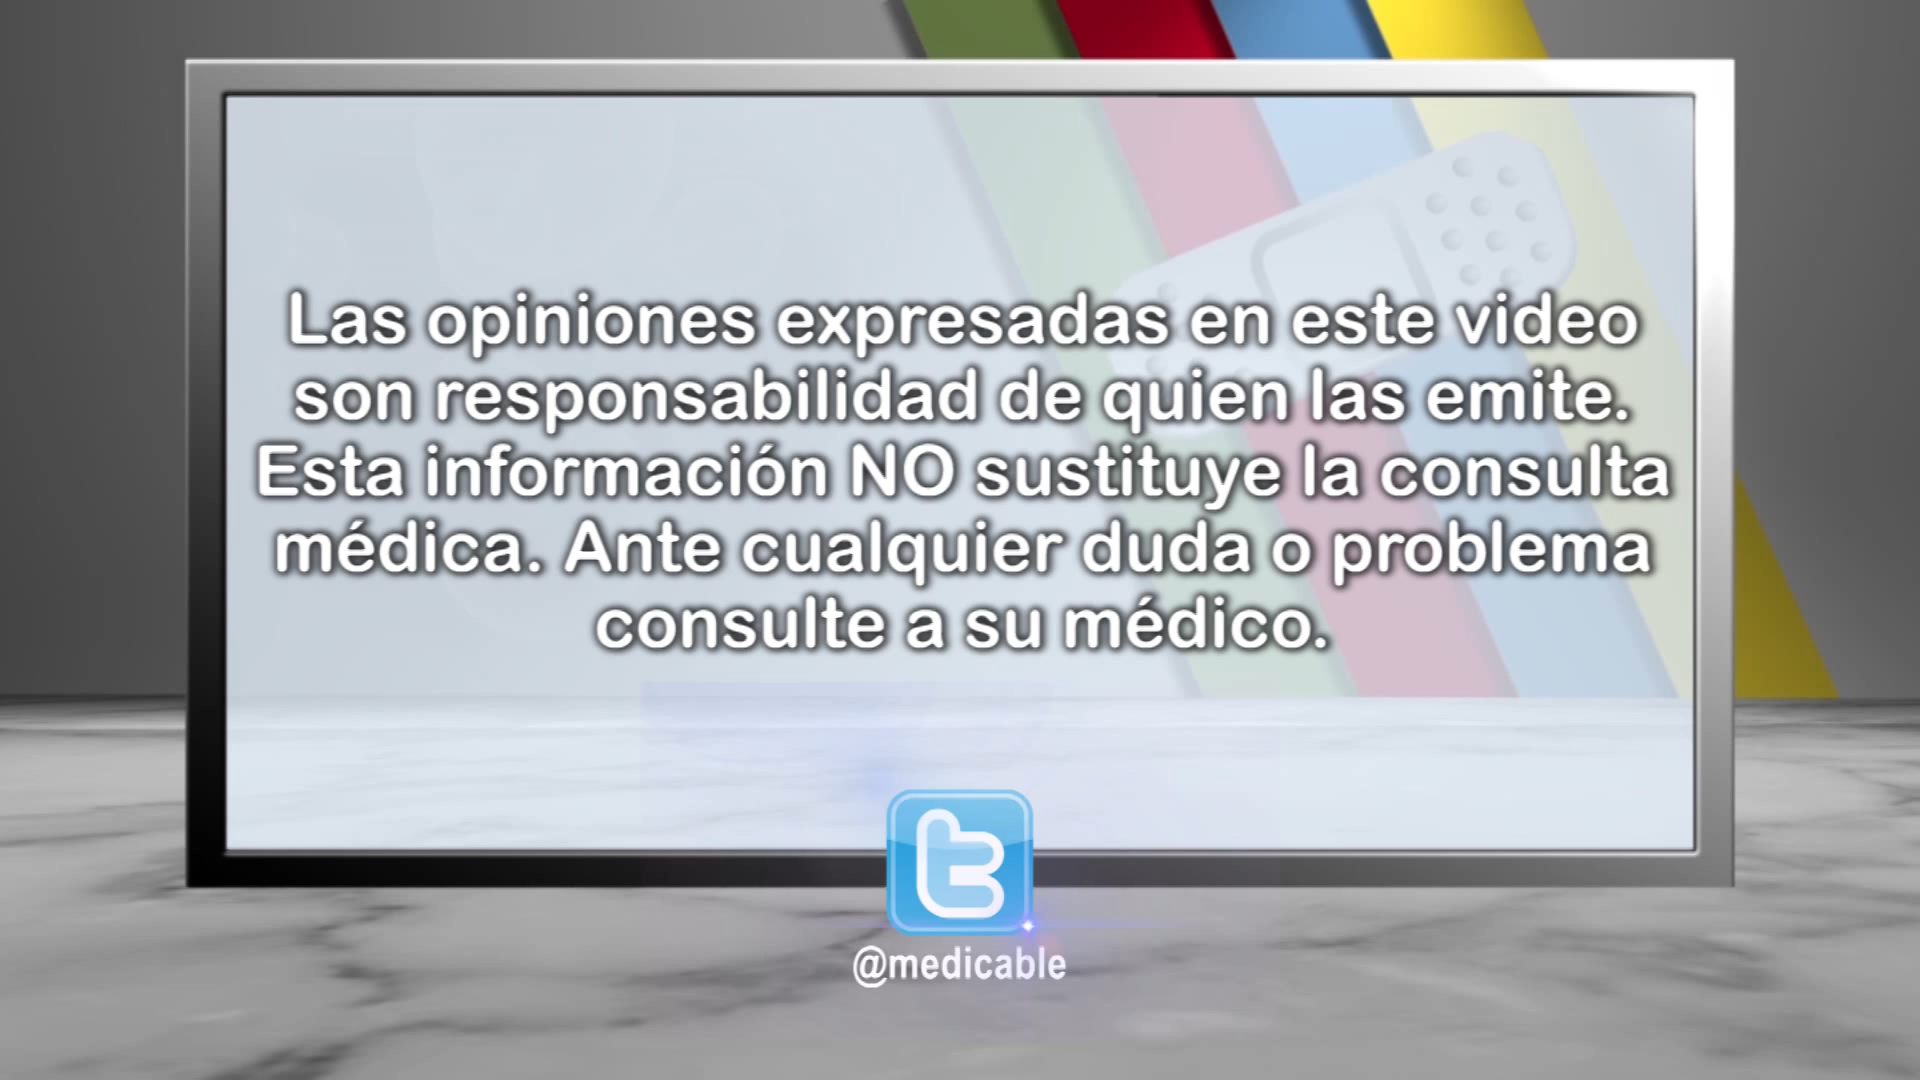 Las opiniones expresadas en este video
son responsabilidad de quien las emite.
Esta información NO sustituye la consulta
médica. Ante cualquier duda o problema
consulte a su médico.
@medicable